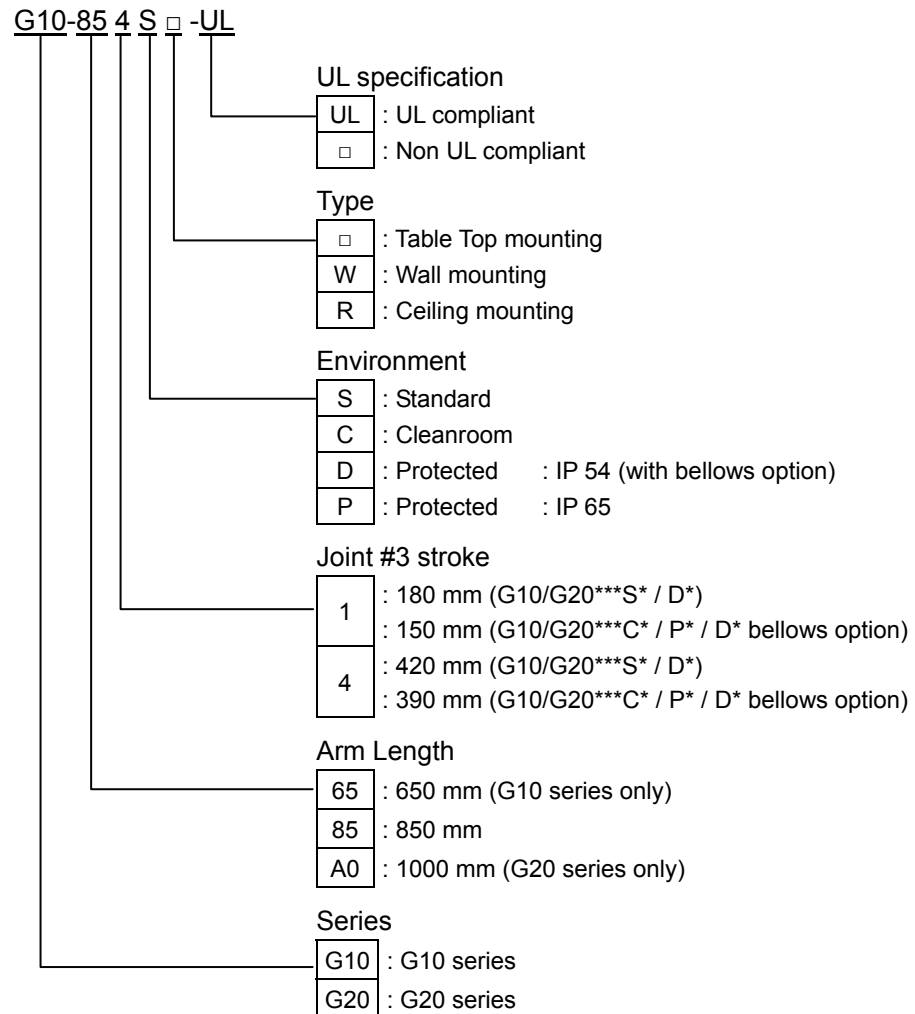 G10-85 4 S □ -UL
UL specification
UL : UL compliant
□ : Non UL compliant
Type
□ : Table Top mounting
W : Wall mounting
R : Ceiling mounting
Environment
S : Standard
C : Cleanroom
D : Protected : IP 54 (with bellows option)
P : Protected : IP 65
Joint #3 stroke
1 : 180 mm (G10/G20***S* / D*)
: 150 mm (G10/G20***C* / P* / D* bellows option)
4 : 420 mm (G10/G20***S* / D*)
: 390 mm (G10/G20***C* / P* / D* bellows option)
Arm Length
65 : 650 mm (G10 series only)
85 : 850 mm
A0 : 1000 mm (G20 series only)
Series
G10 : G10 series
G20 : G20 series